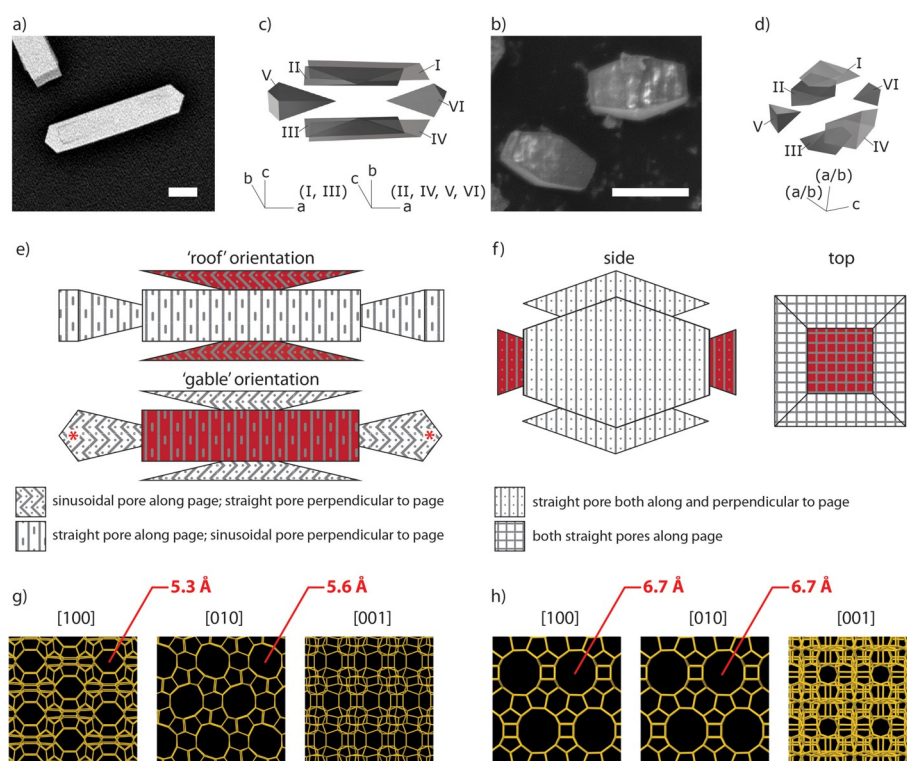 a)
c)
b)
d)
I
II
V
VI
III
IV
b c a (I, III)
c b a (II, IV, V, VI)
I
II
V
III
IV
(a/b)
(a/b)
c
e)
'roof' orientation
'gable' orientation
*
*
sinusoidal pore along page; straight pore perpendicular to page
straight pore along page; sinusoidal pore perpendicular to page
f)
side
top
straight pore both along and perpendicular to page
both straight pores along page
g)
5.3 Å
5.6 Å
[100]
[010]
[001]
h)
6.7 Å
6.7 Å
[100]
[010]
[001]